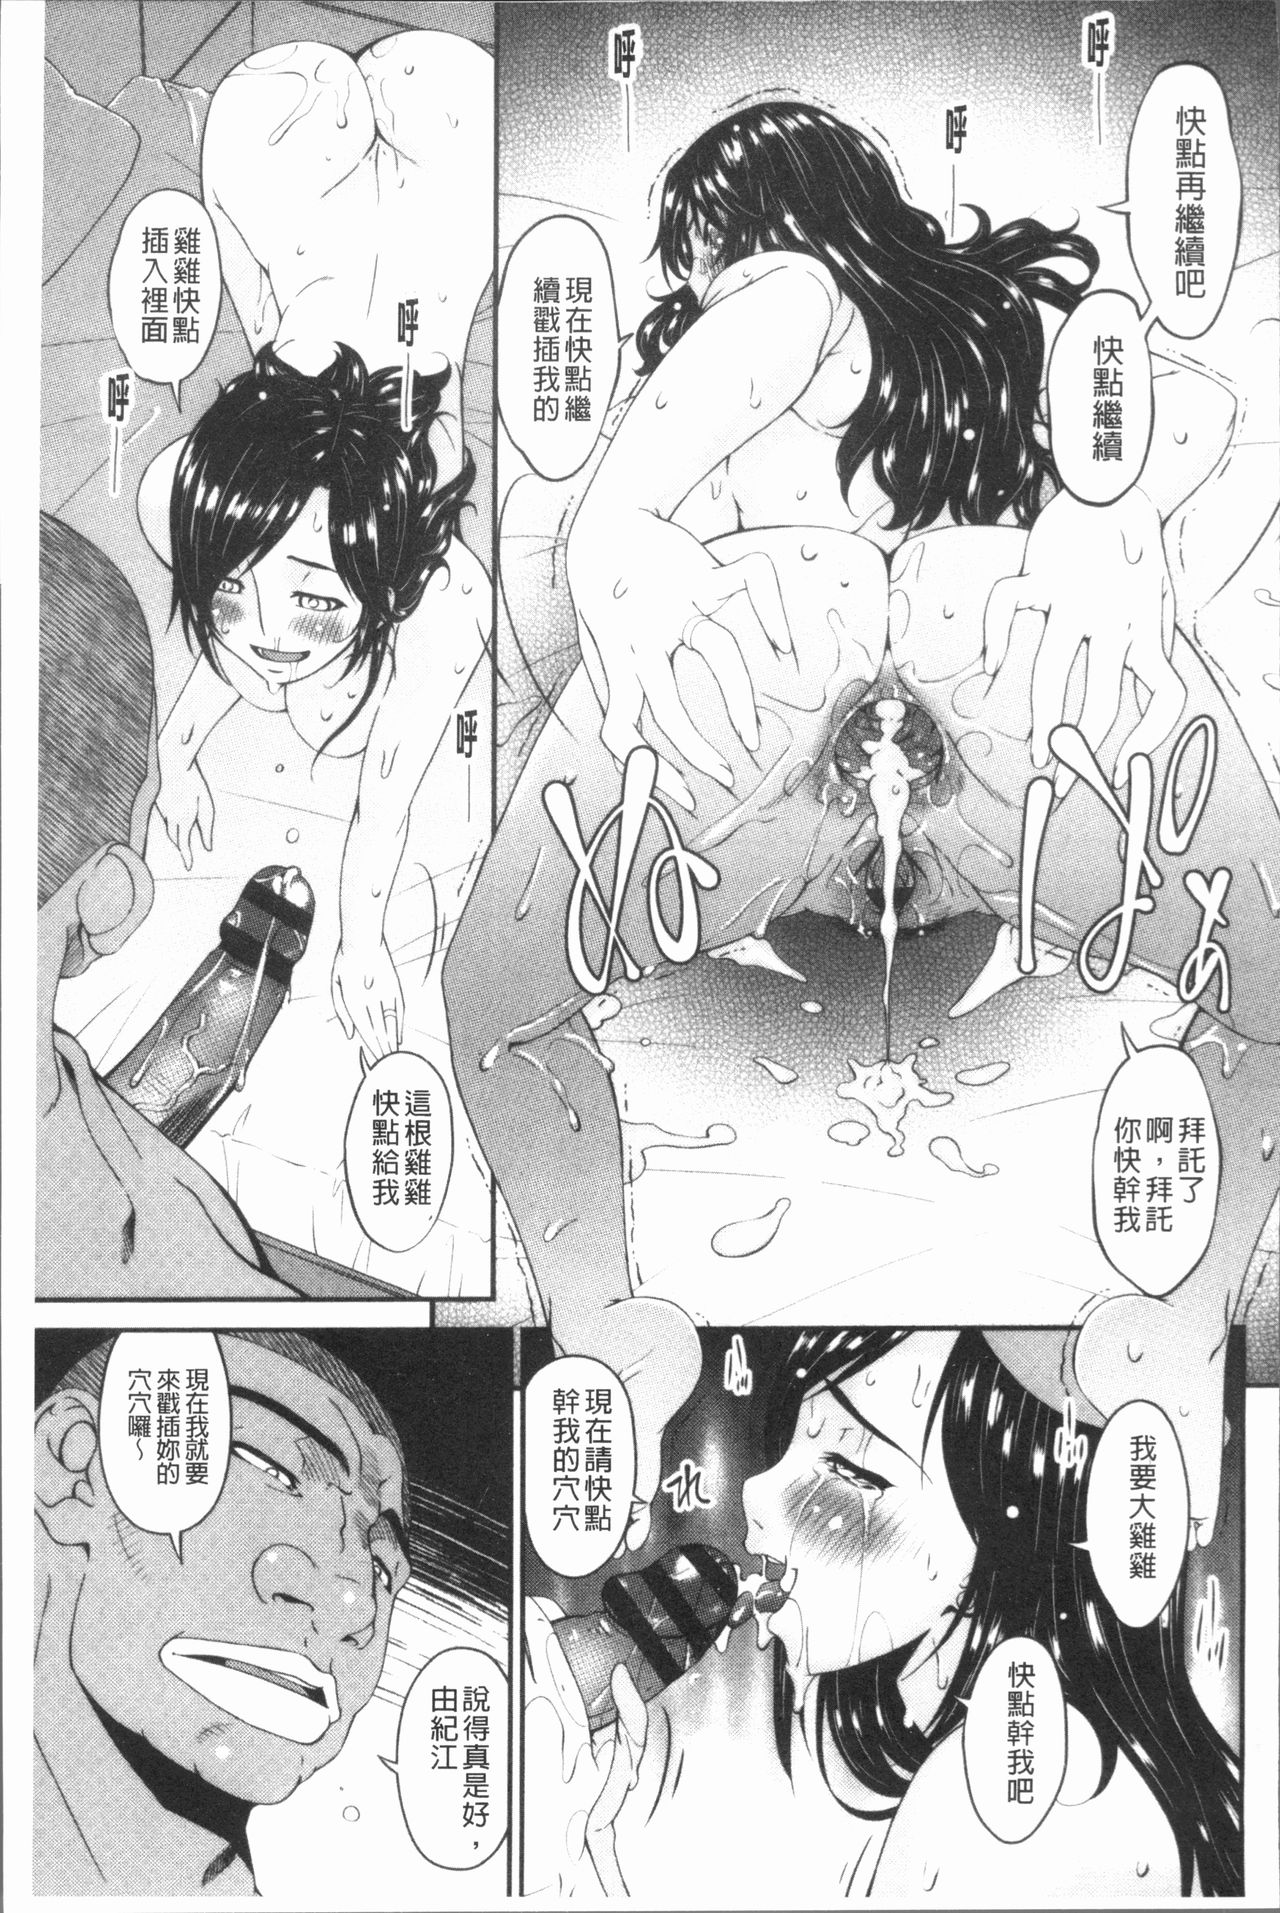 呼
呼
呼
快點再繼續吧
快點繼續
現在快點繼
續戳插我的
ぬ
ぱぁ
拜託了
啊，拜託
你快幹我
呼
呼
呼
雞雞快點
插入裡面
這根雞雞
快點給我
我要大雞雞
快點幹我吧
現在請快點
幹我的穴穴
れ
現在我就要
來戳插妳的
穴穴囉～
說得真是好，
由紀江